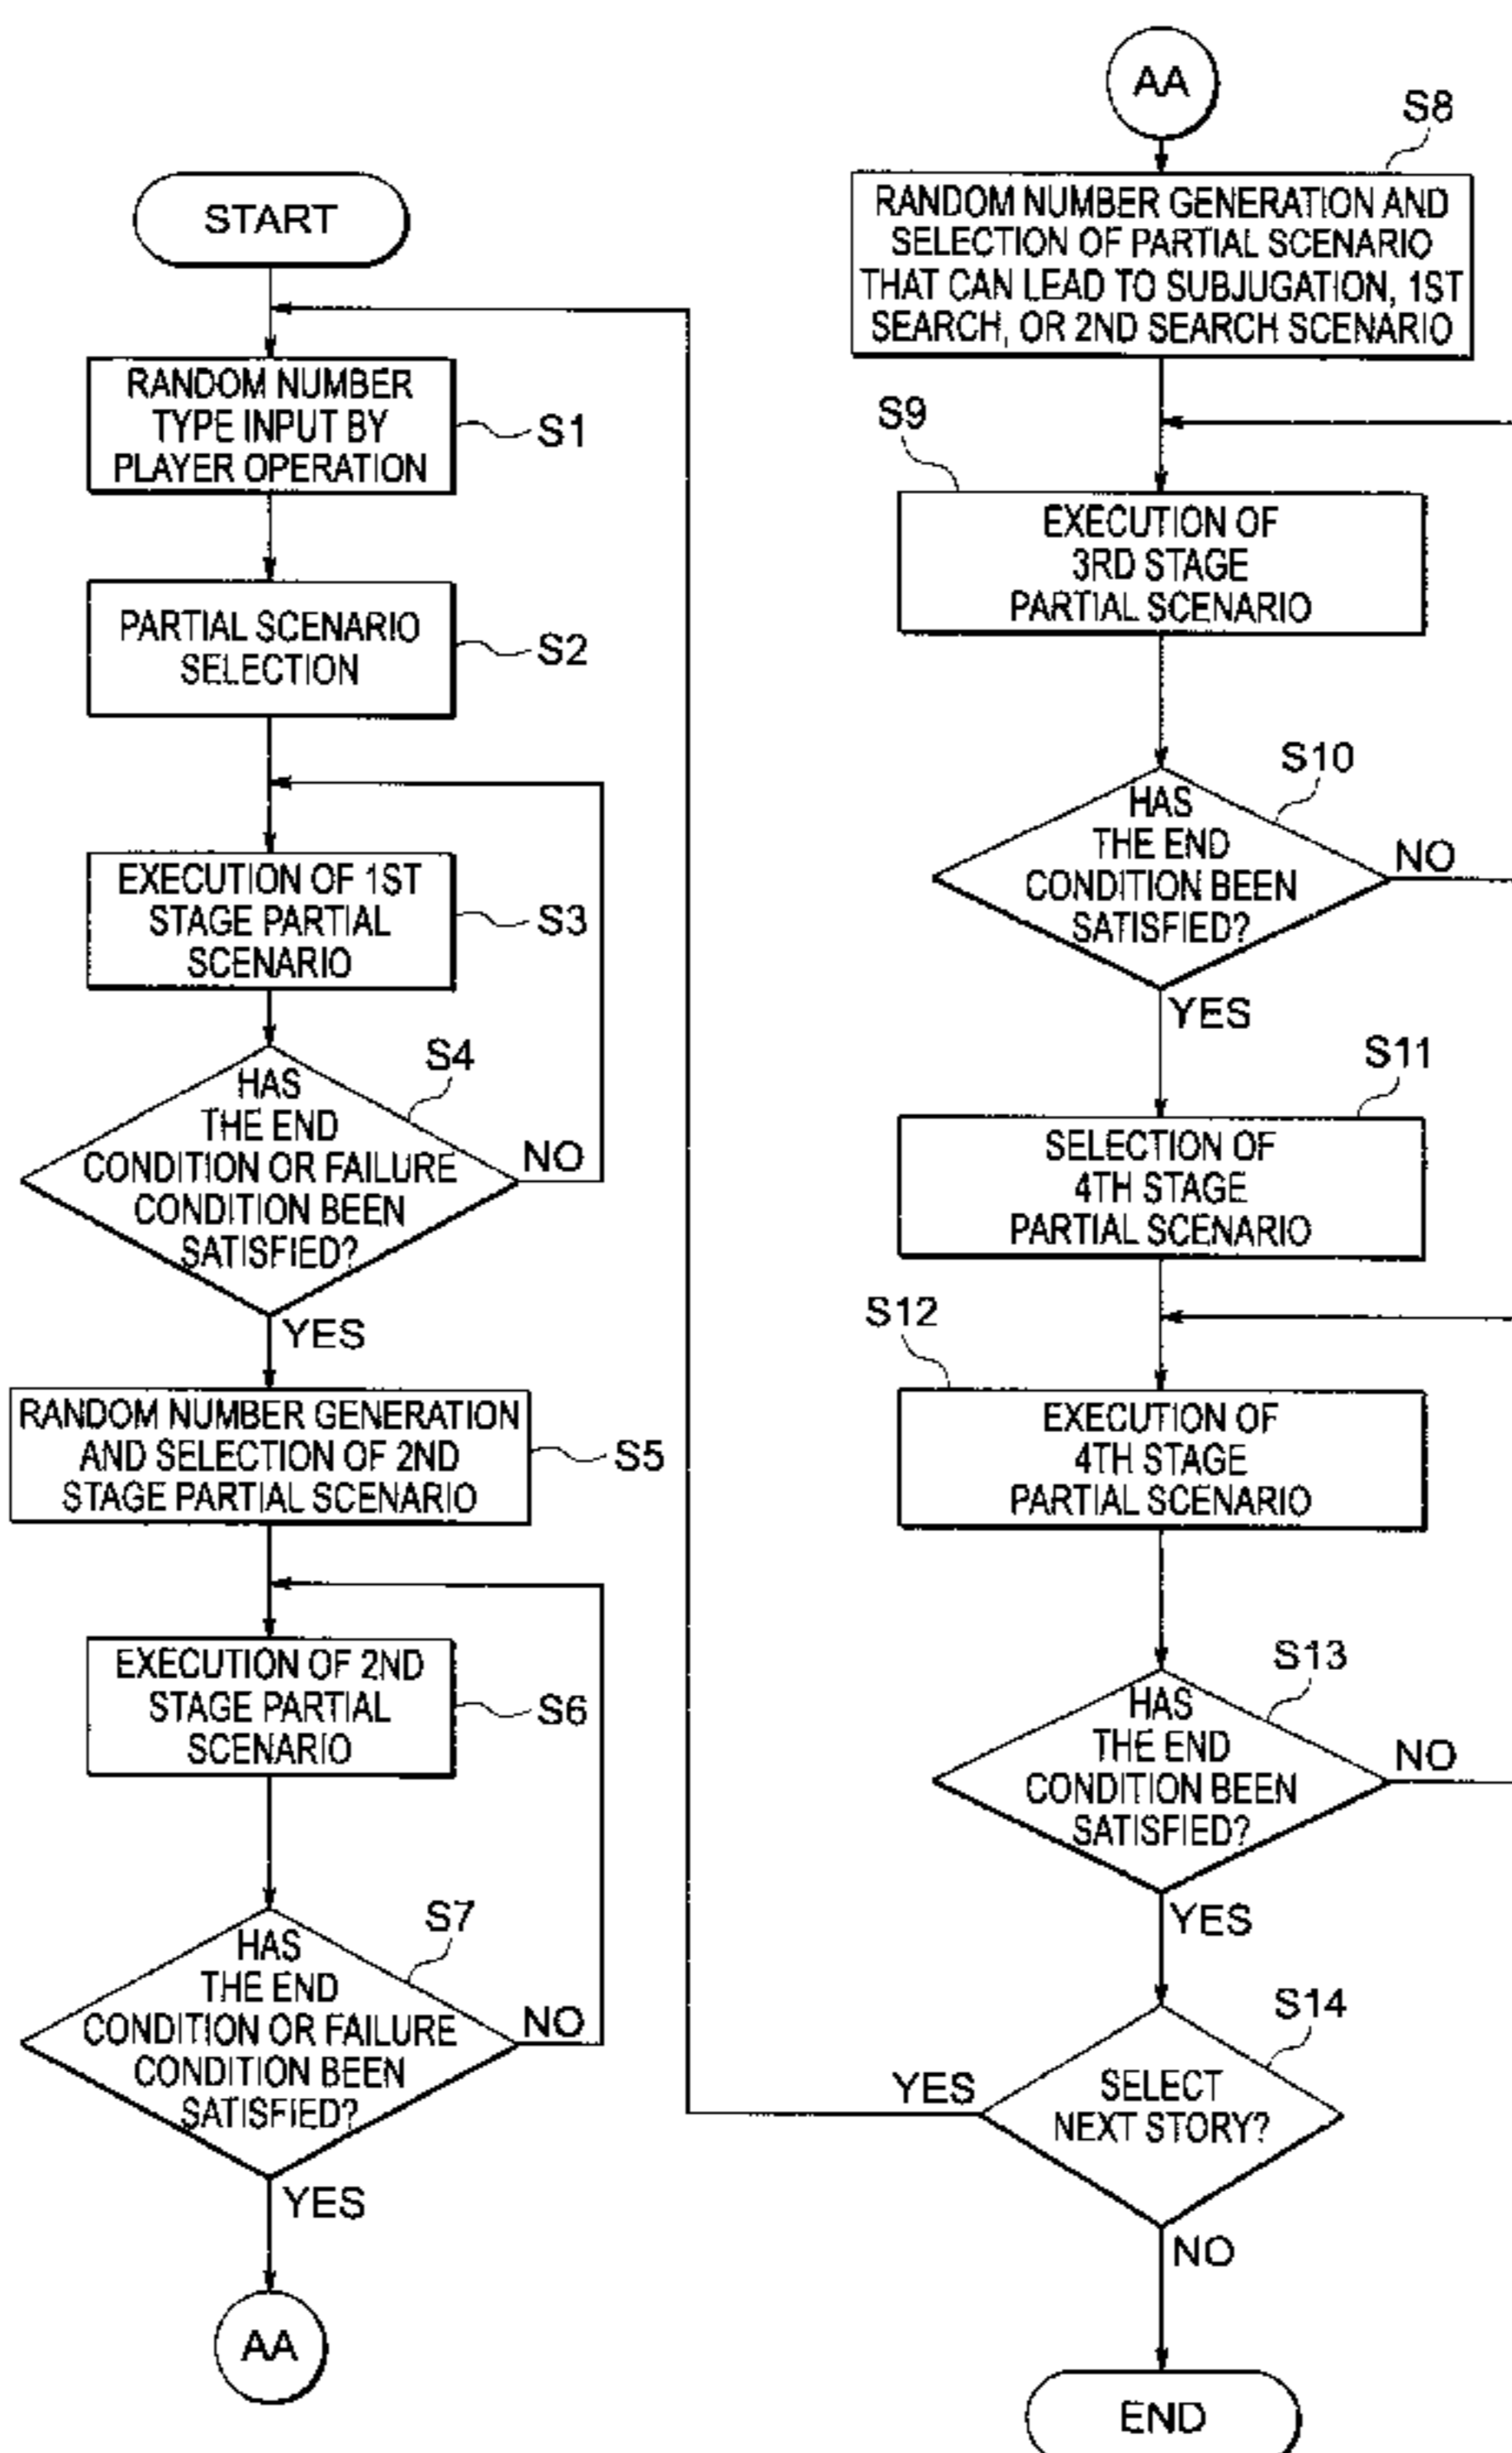 START
RANDOM NUMBER
TYPE INPUT BY
PLAYER OPERATION
S1
PARTIAL SCENARIO
SELECTION
S2
EXECUTION OF 1ST
STAGE PARTIAL
SCENARIO
S3
S4
HAS
THE END
CONDITION OR FAILURE
CONDITION BEEN
SATISFIED?
NO
YES
RANDOM NUMBER GENERATION
AND SELECTION OF 2ND
STAGE PARTIAL SCENARIO
S5
EXECUTION OF 2ND
STAGE PARTIAL
SCENARIO
S6
S7
HAS
THE END
CONDITION OR FAILURE
CONDITION BEEN
SATISFIED?
NO
YES
AA
AA
S8
RANDOM NUMBER GENERATION AND
SELECTION OF PARTIAL SCENARIO
THAT CAN LEAD TO SUBJUGATION, 1ST
SEARCH, OR 2ND SEARCH SCENARIO
S9
EXECUTION OF
3RD STAGE
PARTIAL SCENARIO
S10
HAS
THE END
CONDITION BEEN
SATISFIED?
NO
YES
S11
SELECTION OF
4TH STAGE
PARTIAL SCENARIO
S12
EXECUTION OF
4TH STAGE
PARTIAL SCENARIO
S13
HAS
THE END
CONDITION BEEN
SATISFIED?
NO
YES
S14
SELECT
NEXT STORY?
YES
NO
END